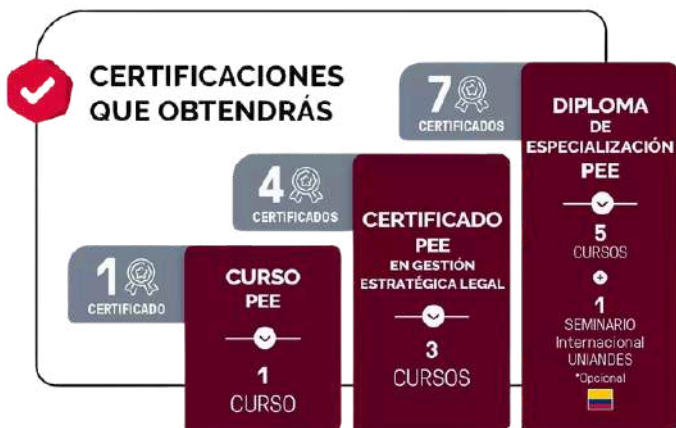 CERTIFICACIONES
QUE OBTENDRÁS
1
CERTIFICADO
CURSO
PEE
1
CURSO
4
CERTIFICADOS
CERTIFICADO
PEE
EN GESTIÓN
ESTRATÉGICA LEGAL
3
CURSOS
7
CERTIFICADOS
DIPLOMA
DE
ESPECIALIZACIÓN
PEE
5
CURSOS
+
1
SEMINARIO
Internacional
UNIANDES
*Opcional